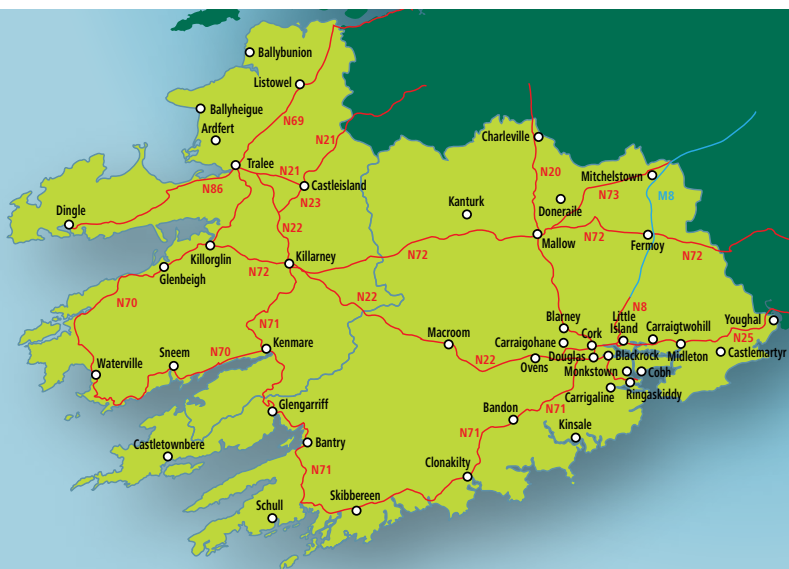 Ballybunion
Listowel
Ballyheigue
N69
Ardfert
N21
Charleville
Tralee
N21
N20
Mitchelstown
Castleisland
N73
M8
N86
N23
Kanturk
Doneraile
Dingle
N22
Mallow
N72
Fermoy
Killorglin
Killarney
N72
N72
N72
Glenbeigh
N70
N22
N8
Blarney
Little
Island
Youghal
N71
Macroom
Carraigohane
Cork
Carraigtwohill
N25
Kenmare
N70
Sneem
Waterville
N22
Ovens
Douglas
Blackrock
Midleton
Castlemartyr
Monkstown
Cobh
Carrigaline
Ringaskiddy
Glengarriff
Bandon
N71
Kinsale
Castletownbere
Bantry
N71
N71
Clonakilty
Skibbereen
Schull